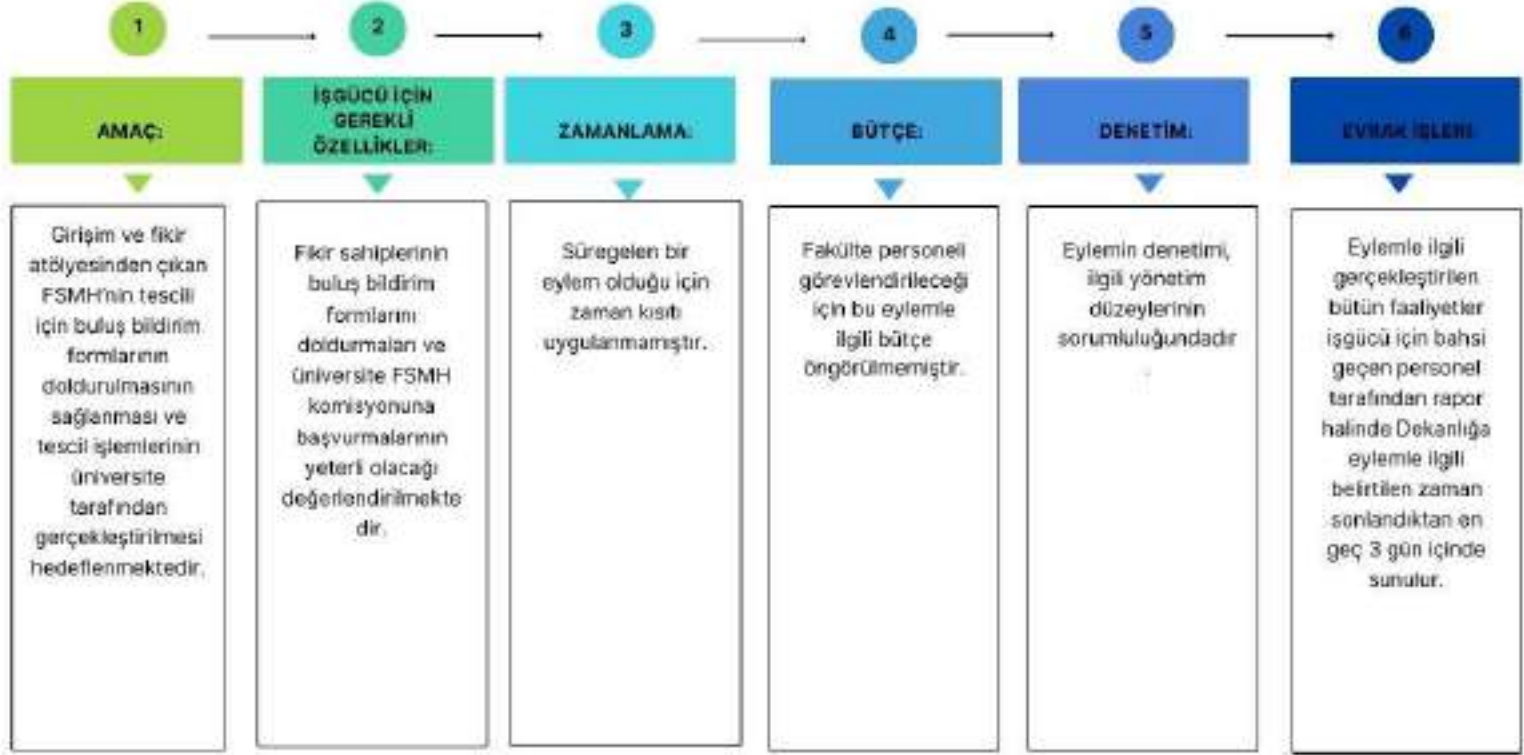 1
2
3
4
5
6
AMAÇ:
İŞGÜCÜ İÇİN
GEREKLİ
ÖZELLİKLER:
ZAMANLAMA:
BÜTÇE:
DENETİM:
EVRAK İŞLERİ:
Girişim ve fikir
atölyesinden çıkan
FSMH'nin tescili
için buluş bildirim
formlarının
doldurulmasının
sağlanması ve
tescil işlemlerinin
üniversite
tarafından
gerçekleştirilmesi
hedeflenmektedir.
Fikir sahiplerinin
buluş bildirim
formlarını
doldurmaları ve
üniversite FSMH
komisyonuna
başvurmalarının
yeterli olacağı
değerlendirilmekte
dir.
Süregelen bir
eylem olduğu için
zaman kısıtı
uygulanmamıştır.
Fakülte personeli
görevlendirileceği
için bu eylemle
ilgili bütçe
öngörülmemiştir.
Eylemin denetimi,
ilgili yönetim
düzeylerinin
sorumluluğundadır
.
Eylemle ilgili
gerçekleştirilen
bütün faaliyetler
işgücü için bahsi
geçen personel
tarafından rapor
halinde Dekanlığa
eylemle ilgili
belirtilen zaman
sonlandıktan en
geç 3 gün içinde
sunulur.